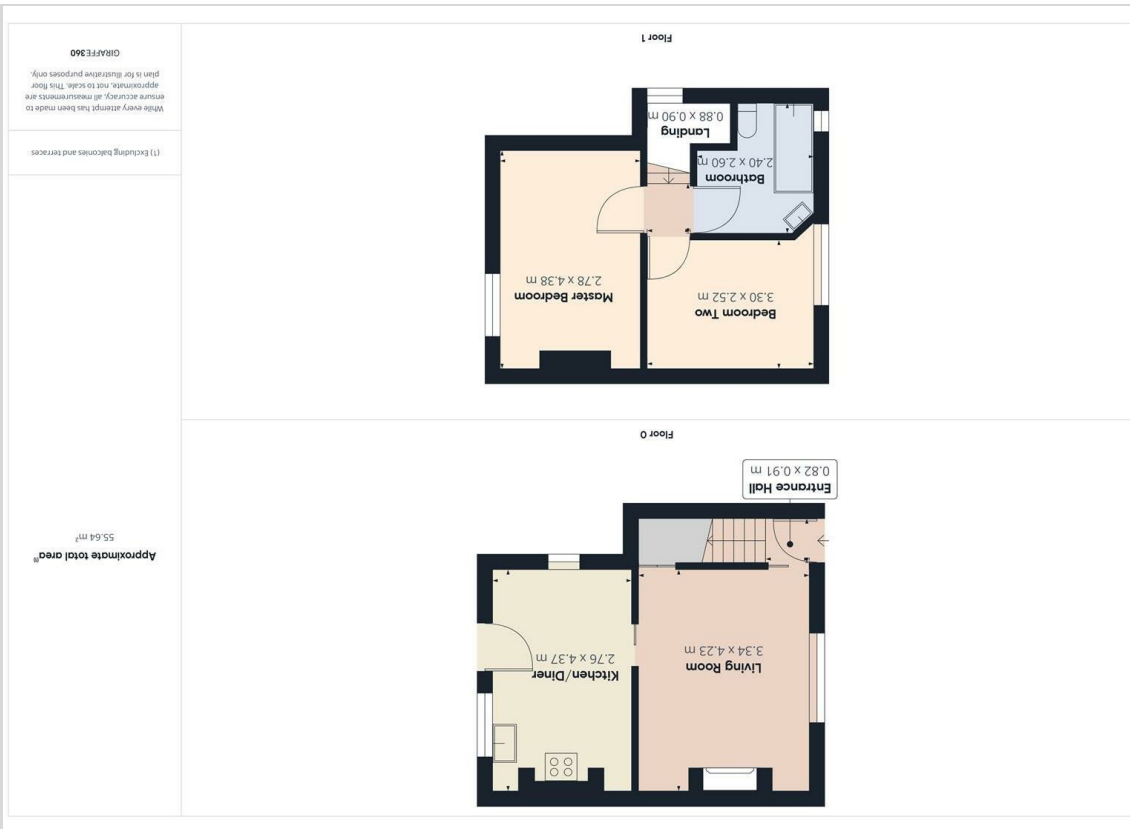 Floor 0
Entrance Hall
0.82 x 0.91 m
Living Room
3.34 x 4.23 m
Kitchen/Diner
2.76 x 4.37 m
Floor 1
Landing
0.88 x 0.90 m
Bathroom
2.40 x 2.60 m
Bedroom Two
3.30 x 2.52 m
Master Bedroom
2.78 x 4.38 m
Approximate total area⁽¹⁾
55.64 m²
(1) Excluding balconies and terraces
While every attempt has been made to
ensure accuracy, all measurements are
approximate, not to scale. This floor
plan is for illustrative purposes only.
GIRAFFE360